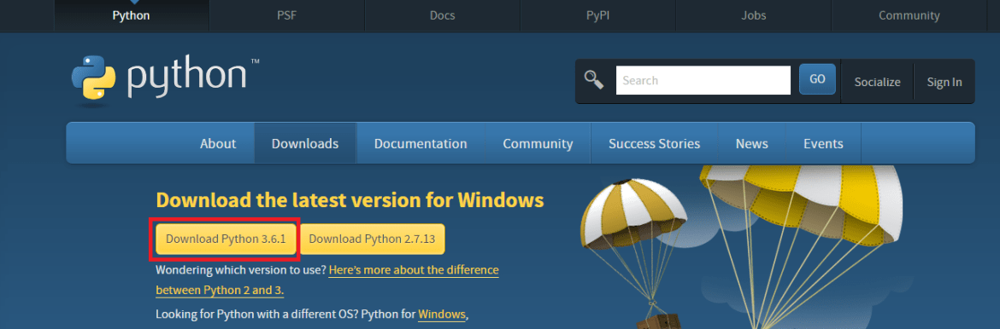 Python PSF Docs PyPI Jobs Community
python™
Search GO Socialize Sign In
About Downloads Documentation Community Success Stories News Events
Download the latest version for Windows
Download Python 3.6.1 Download Python 2.7.13
Wondering which version to use? Here's more about the difference
between Python 2 and 3.
Looking for Python with a different OS? Python for Windows,